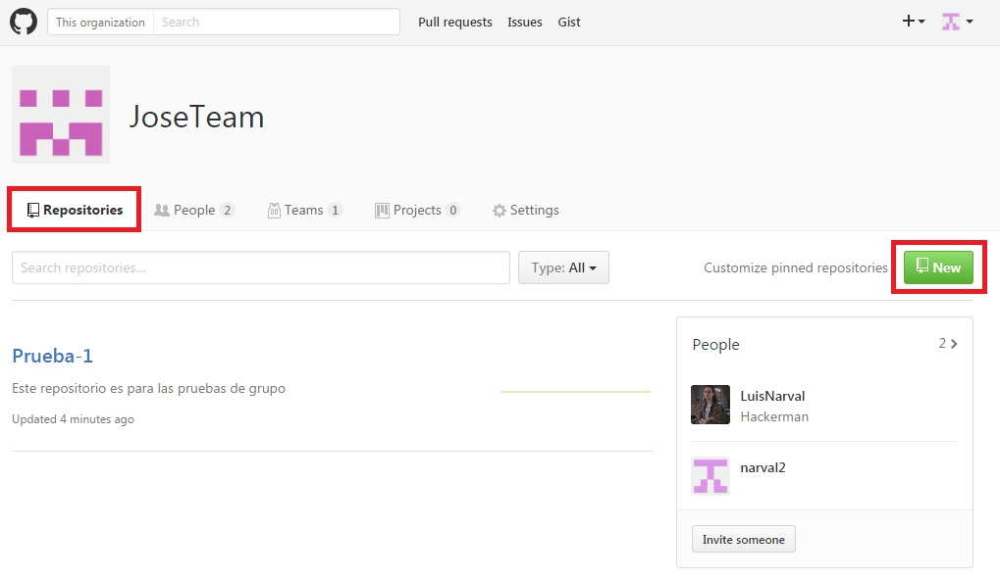 This organization Search Pull requests Issues Gist
JoseTeam
Repositories People 2 Teams 1 Projects 0 Settings
Search repositories... Type: All Customize pinned repositories New
People 2
Prueba-1
Este repositorio es para las pruebas de grupo
Updated 4 minutes ago
LuisNarval
Hackerman
narval2
Invite someone